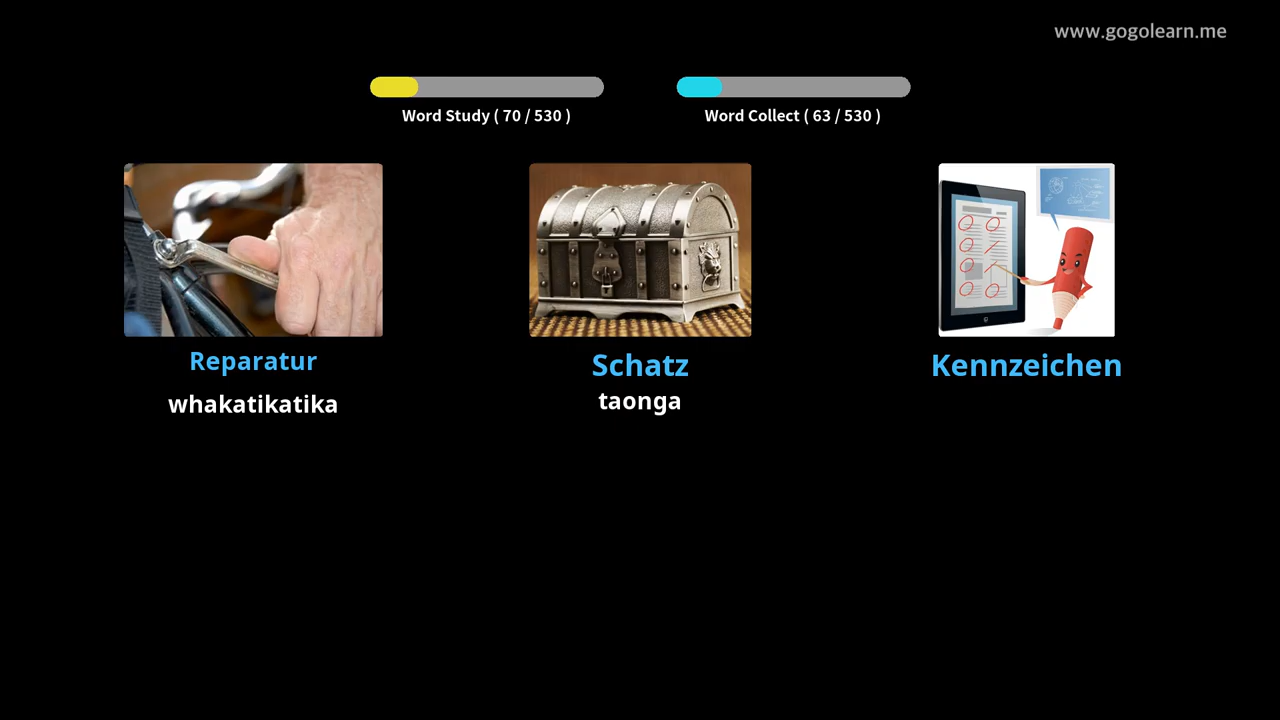 www.gogolearn.me
Word Study ( 70 / 530 )
Word Collect ( 63 / 530 )
Reparatur
whakatikatika
Schatz
taonga
Kennzeichen